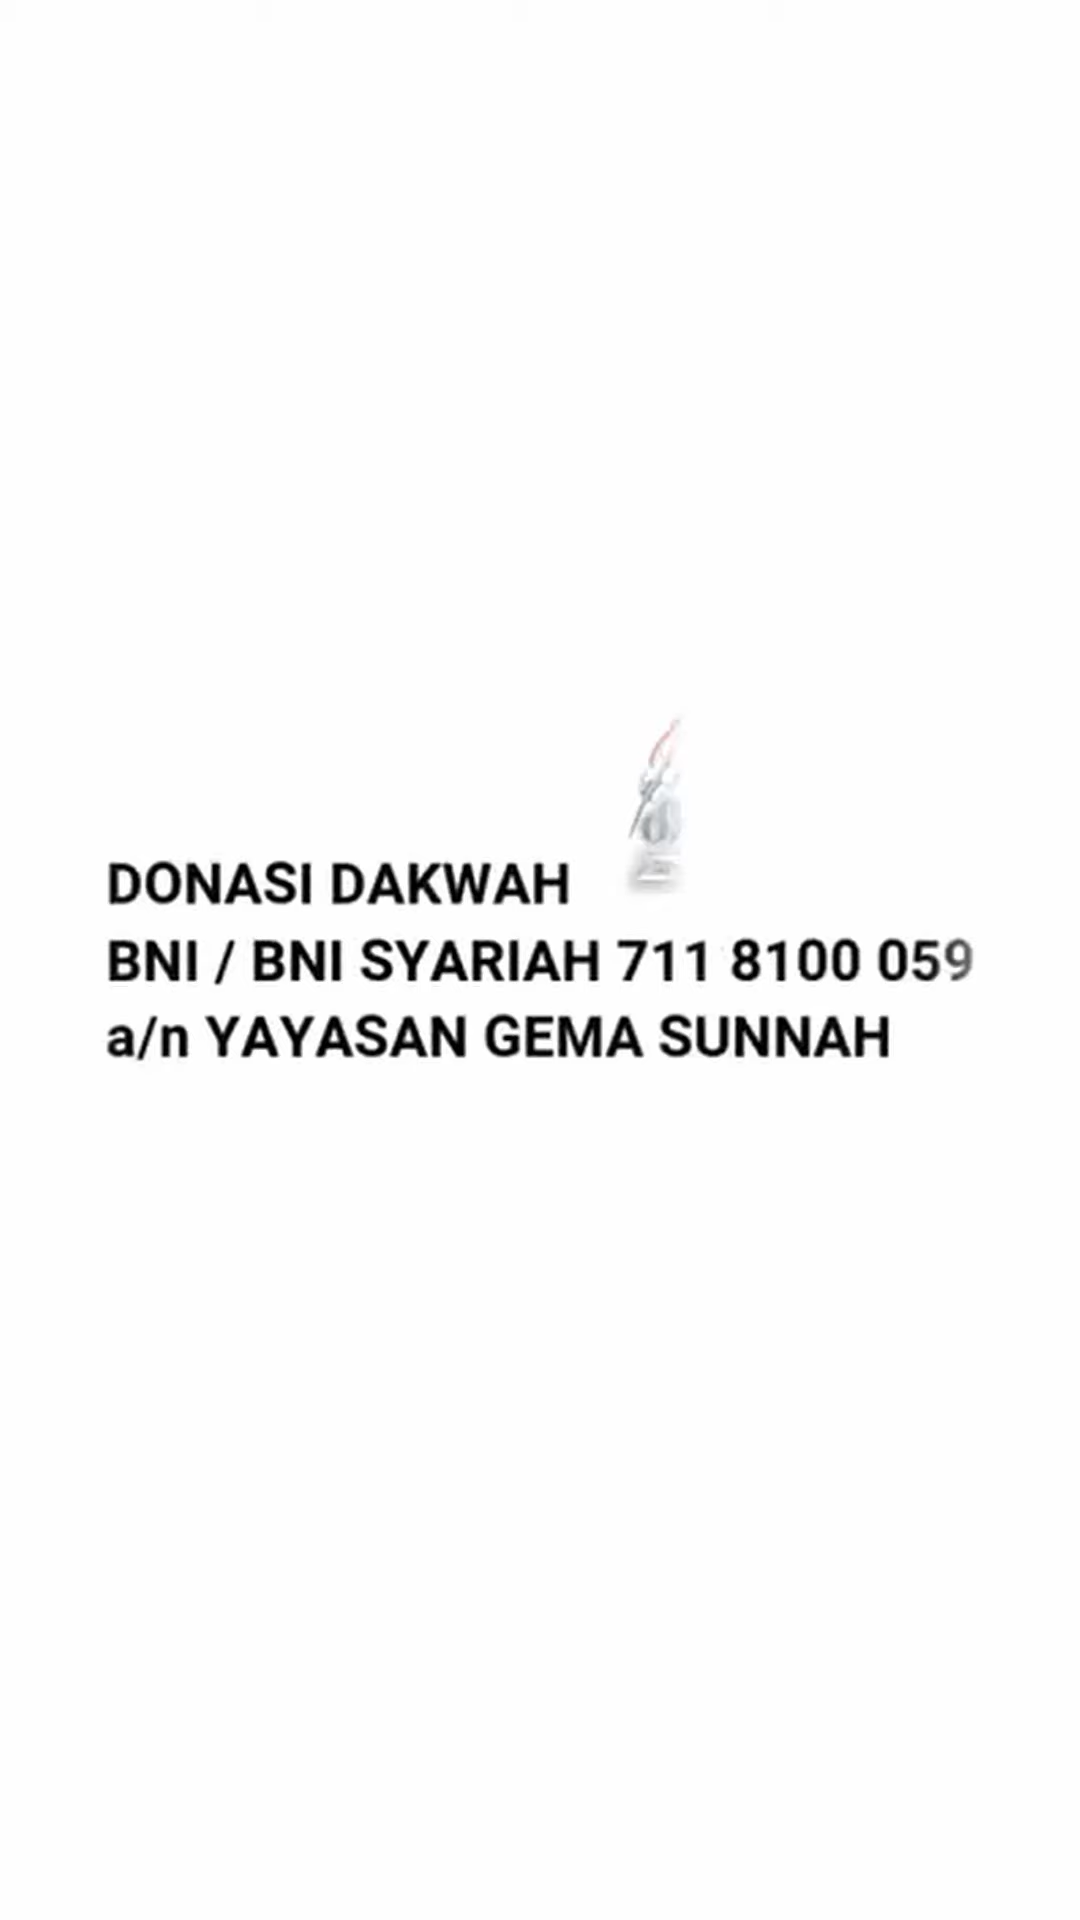 DONASI DAKWAH
BNI / BNI SYARIAH 711 8100 059
a/n YAYASAN GEMA SUNNAH